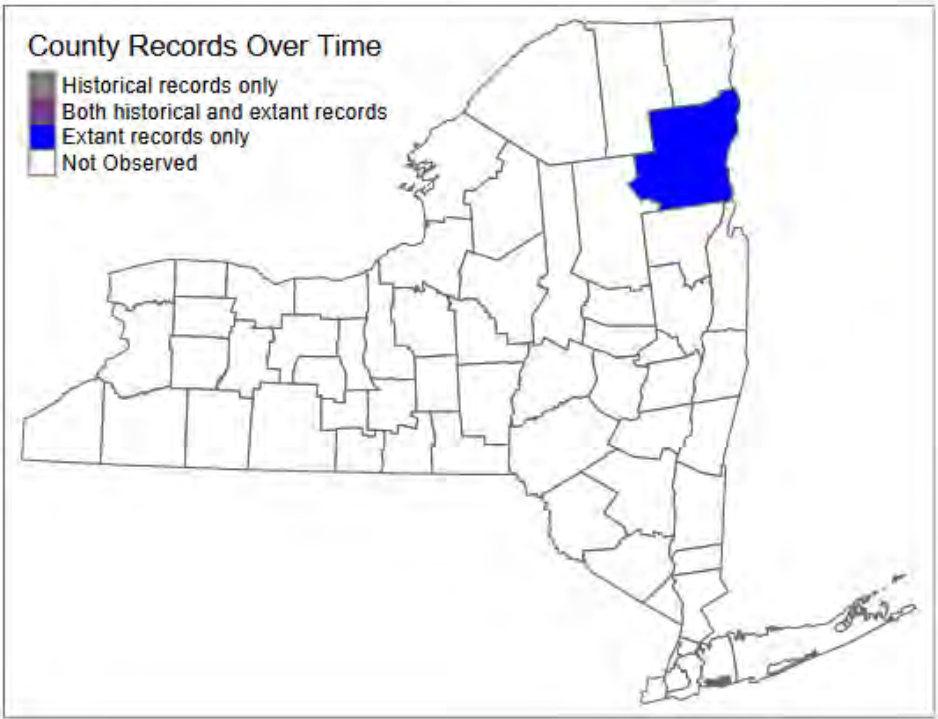 County Records Over Time
Historical records only
Both historical and extant records
Extant records only
Not Observed